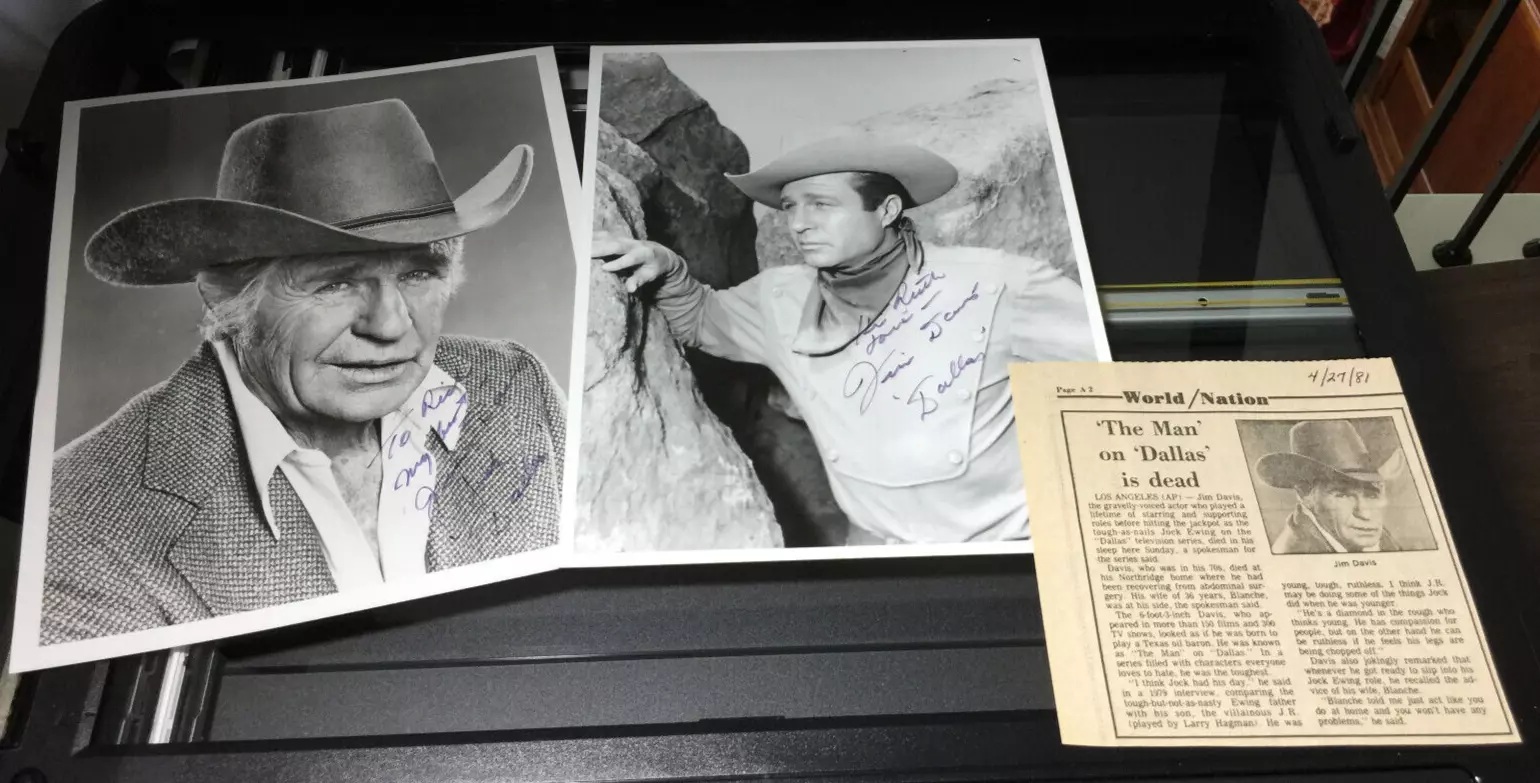 To
My
To Ruth
Love –
Jim Davis
'Dallas'
4/27/81
Page A 2
World/Nation
'The Man'
on 'Dallas'
is dead
LOS ANGELES (AP) — Jim Davis,
the gravelly-voiced actor who played a
lifetime of starring and supporting
roles before hitting the jackpot as the
tough-as-nails Jock Ewing on the
"Dallas" television series, died in his
sleep here Sunday, a spokesman for
the series said.
Davis, who was in his 70s, died at
his Northridge home where he had
been recovering from abdominal sur-
gery. His wife of 36 years, Blanche,
was at his side, the spokesman said.
The 6-foot-3-inch Davis, who ap-
peared in more than 150 films and 300
TV shows, looked as if he was born to
play a Texas oil baron. He was known
as "The Man" on "Dallas." In a
series filled with characters everyone
loves to hate, he was the toughest.
"I think Jock had his day," he said
in a 1979 interview, comparing the
tough-but-not-as-nasty Ewing father
with his son, the villainous J.R.
(played by Larry Hagman). He was
Jim Davis
young, tough, ruthless. I think J.R.
may be doing some of the things Jock
did when he was younger.
"He's a diamond in the rough who
thinks young. He has compassion for
people, but on the other hand he can
be ruthless if he feels his legs are
being chopped off."
Davis also jokingly remarked that
whenever he got ready to slip into his
Jock Ewing role, he recalled the ad-
vice of his wife, Blanche.
"Blanche told me just act like you
do at home and you won't have any
problems," he said.